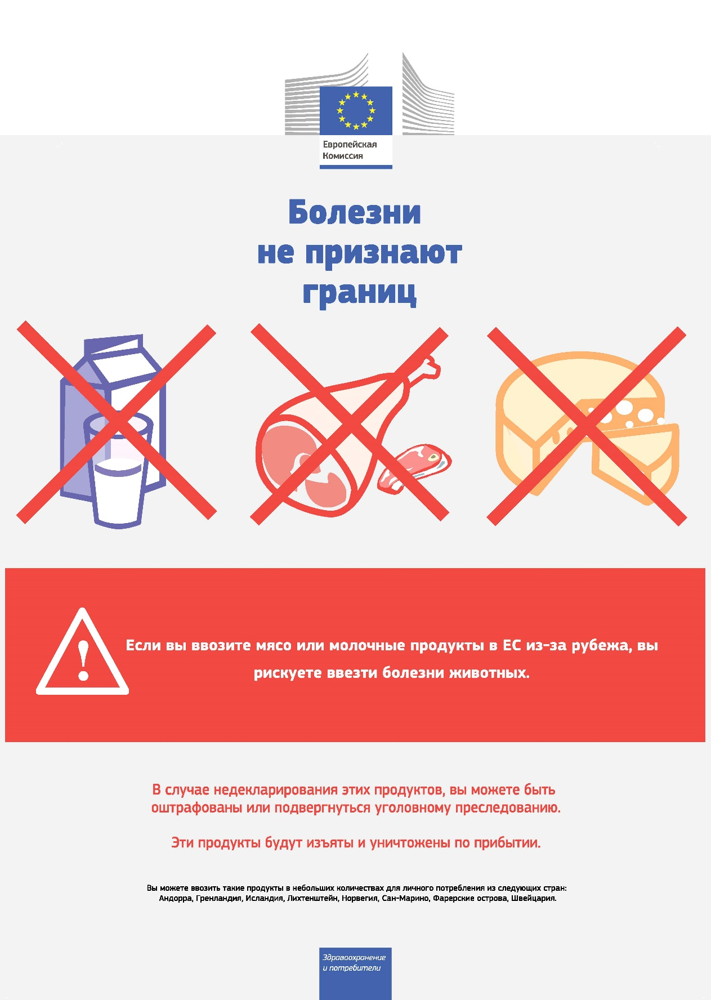 Европейская
Комиссия
Болезни
не признают
границ
Если вы ввозите мясо или молочные продукты в ЕС из-за рубежа, вы
рискуете ввезти болезни животных.
В случае недекларирования этих продуктов, вы можете быть
оштрафованы или подвергнуться уголовному преследованию.
Эти продукты будут изъяты и уничтожены по прибытии.
Вы можете ввозить такие продукты в небольших количествах для личного потребления из следующих стран:
Андорра, Гренландия, Исландия, Лихтенштейн, Норвегия, Сан-Марино, Фарерские острова, Швейцария.
Здравоохранение
и потребители